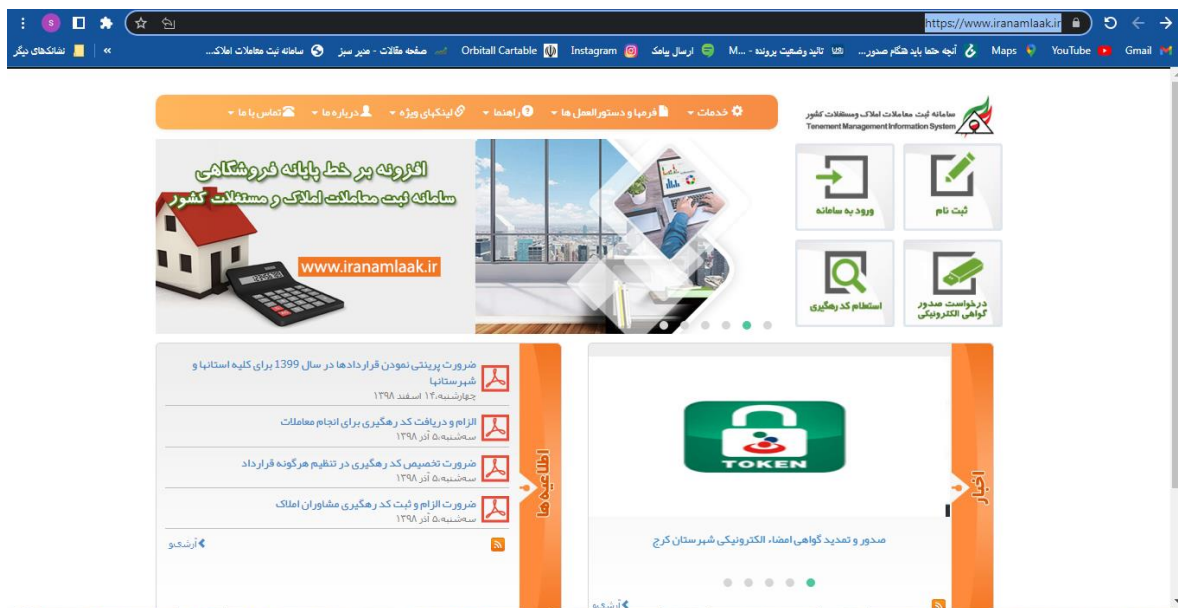 https://www.iranamlaak.ir
Gmail
YouTube
Maps
آنچه حتما باید هنگام صدور...
تائید وضعیت پرونده - ...M
ارسال پیامک
Instagram
Orbitall Cartable
صفحه مقالات - مدیر سبز
سامانه ثبت معاملات املاک...
»
نشانک‌های دیگر
سامانه ثبت معاملات املاک ومستغلات کشور
Tenement Management Information System
خدمات
فرمها و دستورالعمل ها
راهنما
لینکهای ویژه
درباره ما
تماس با ما
ثبت نام
ورود به سامانه
درخواست صدور
گواهی الکترونیکی
استعلام کد رهگیری
افزونه بر خط پایانه فروشگاهی
سامانه ثبت معاملات املاک و مستغلات کشور
www.iranamlaak.ir
اخبار
TOKEN
صدور و تمدید گواهی امضاء الکترونیکی شهرستان کرج
آرشیو
اطلاعیه ها
ضرورت پرینتی نمودن قراردادها در سال 1399 برای کلیه استانها و
شهرستانها
چهارشنبه،۱۴ اسفند ۱۳۹۸
الزام و دریافت کد رهگیری برای انجام معاملات
سه‌شنبه،۵ آذر ۱۳۹۸
ضرورت تخصیص کد رهگیری در تنظیم هرگونه قرارداد
سه‌شنبه،۵ آذر ۱۳۹۸
ضرورت الزام و ثبت کد رهگیری مشاوران املاک
سه‌شنبه،۵ آذر ۱۳۹۸
آرشیو